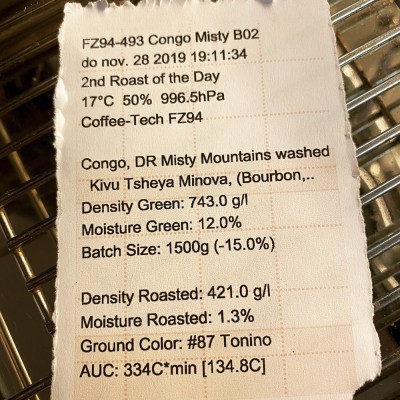 FZ94-493 Congo Misty B02
do nov. 28 2019 19:11:34
2nd Roast of the Day
17°C 50% 996.5hPa
Coffee-Tech FZ94
Congo, DR Misty Mountains washed
Kivu Tsheya Minova, (Bourbon,..
Density Green: 743.0 g/l
Moisture Green: 12.0%
Batch Size: 1500g (-15.0%)
Density Roasted: 421.0 g/l
Moisture Roasted: 1.3%
Ground Color: #87 Tonino
AUC: 334C*min [134.8C]